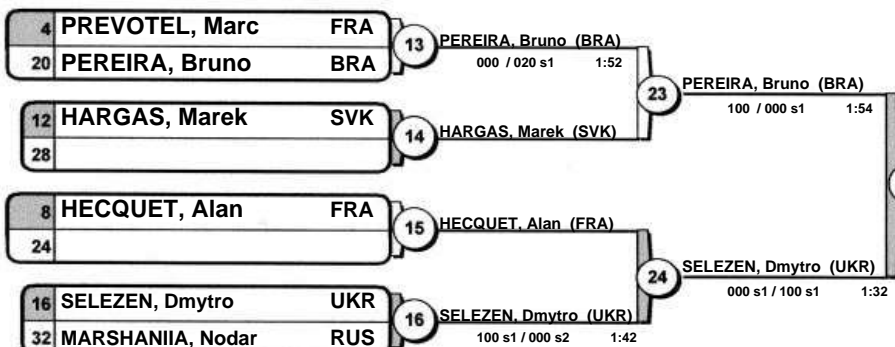 4 PREVOTEL, Marc FRA
20 PEREIRA, Bruno BRA
13
PEREIRA, Bruno (BRA)
000 / 020 s1 1:52
12 HARGAS, Marek SVK
28
14
HARGAS, Marek (SVK)
23
PEREIRA, Bruno (BRA)
100 / 000 s1 1:54
8 HECQUET, Alan FRA
24
15
HECQUET, Alan (FRA)
16 SELEZEN, Dmytro UKR
32 MARSHANIIA, Nodar RUS
16
SELEZEN, Dmytro (UKR)
100 s1 / 000 s2 1:42
24
SELEZEN, Dmytro (UKR)
000 s1 / 100 s1 1:32